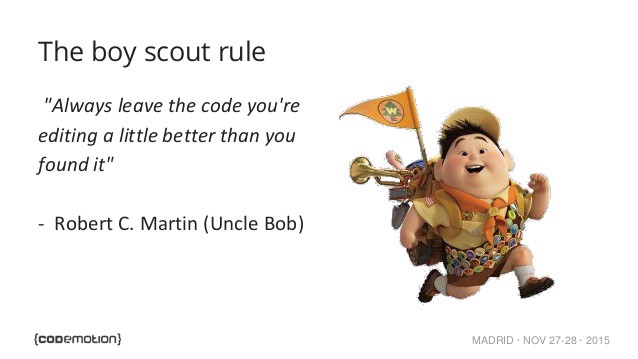 The boy scout rule
"Always leave the code you're
editing a little better than you
found it"
- Robert C. Martin (Uncle Bob)
W
{codemotion}
MADRID · NOV 27-28 · 2015